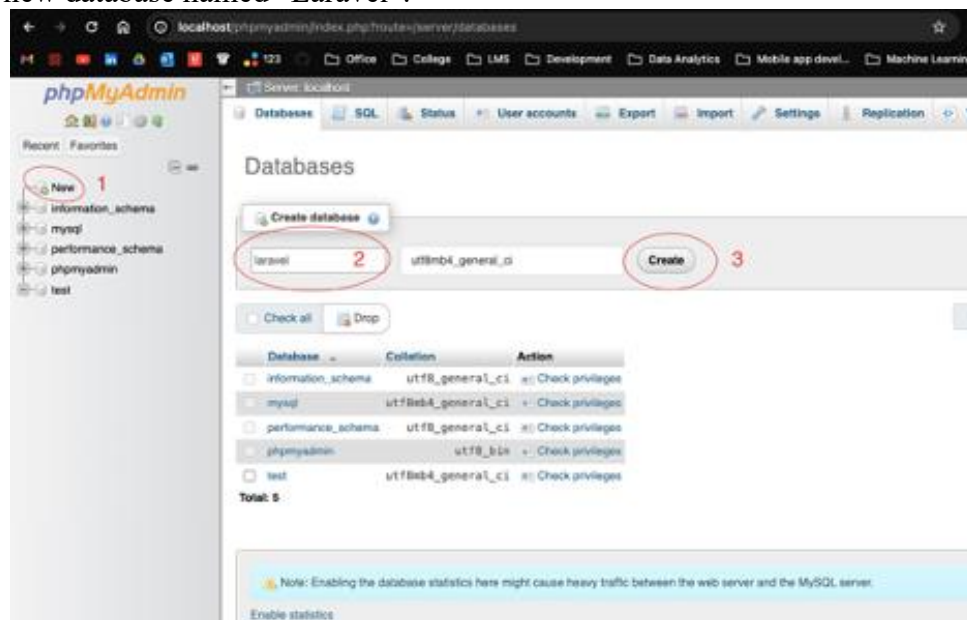 new database named "Laravel".
localhost/phpmyadmin/index.php?route=/server/databases
123 Office College LMS Development Data Analytics Mobile app devel... Machine Learnin
phpMyAdmin
Server: localhost
Databases SQL Status User accounts Export Import Settings Replication
Recent Favorites
Databases
New 1
information_schema
mysql
performance_schema
phpmyadmin
test
Create database
laravel 2 utf8mb4_general_ci Create 3
Check all Drop
Database Collation Action
information_schema utf8_general_ci Check privileges
mysql utf8mb4_general_ci Check privileges
performance_schema utf8_general_ci Check privileges
phpmyadmin utf8_bin Check privileges
test utf8mb4_general_ci Check privileges
Total: 5
Note: Enabling the database statistics here might cause heavy traffic between the web server and the MySQL server.
Enable statistics